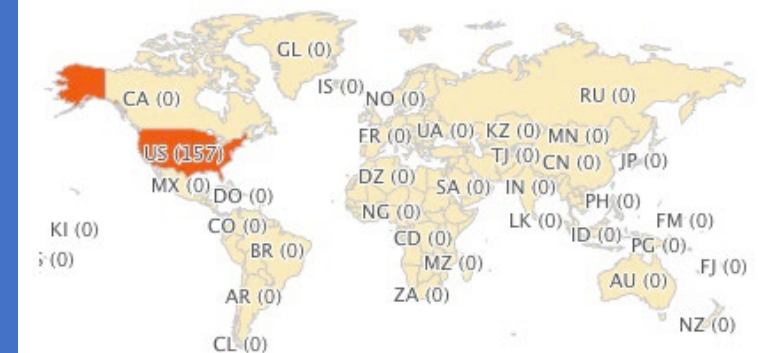 GL (0)
IS (0)
CA (0)
NO (0)
RU (0)
FR (0) UA (0) KZ (0) MN (0)
US (157)
TJ (0) CN (0) JP (0)
MX (0) DO (0)
DZ (0) SA (0) IN (0)
PH (0)
NG (0)
LK (0)
FM (0)
KI (0)
CO (0)
CD (0)
ID (0) PG (0)
BR (0)
S (0)
MZ (0)
FJ (0)
AR (0)
ZA (0)
AU (0)
NZ (0)
CL (0)